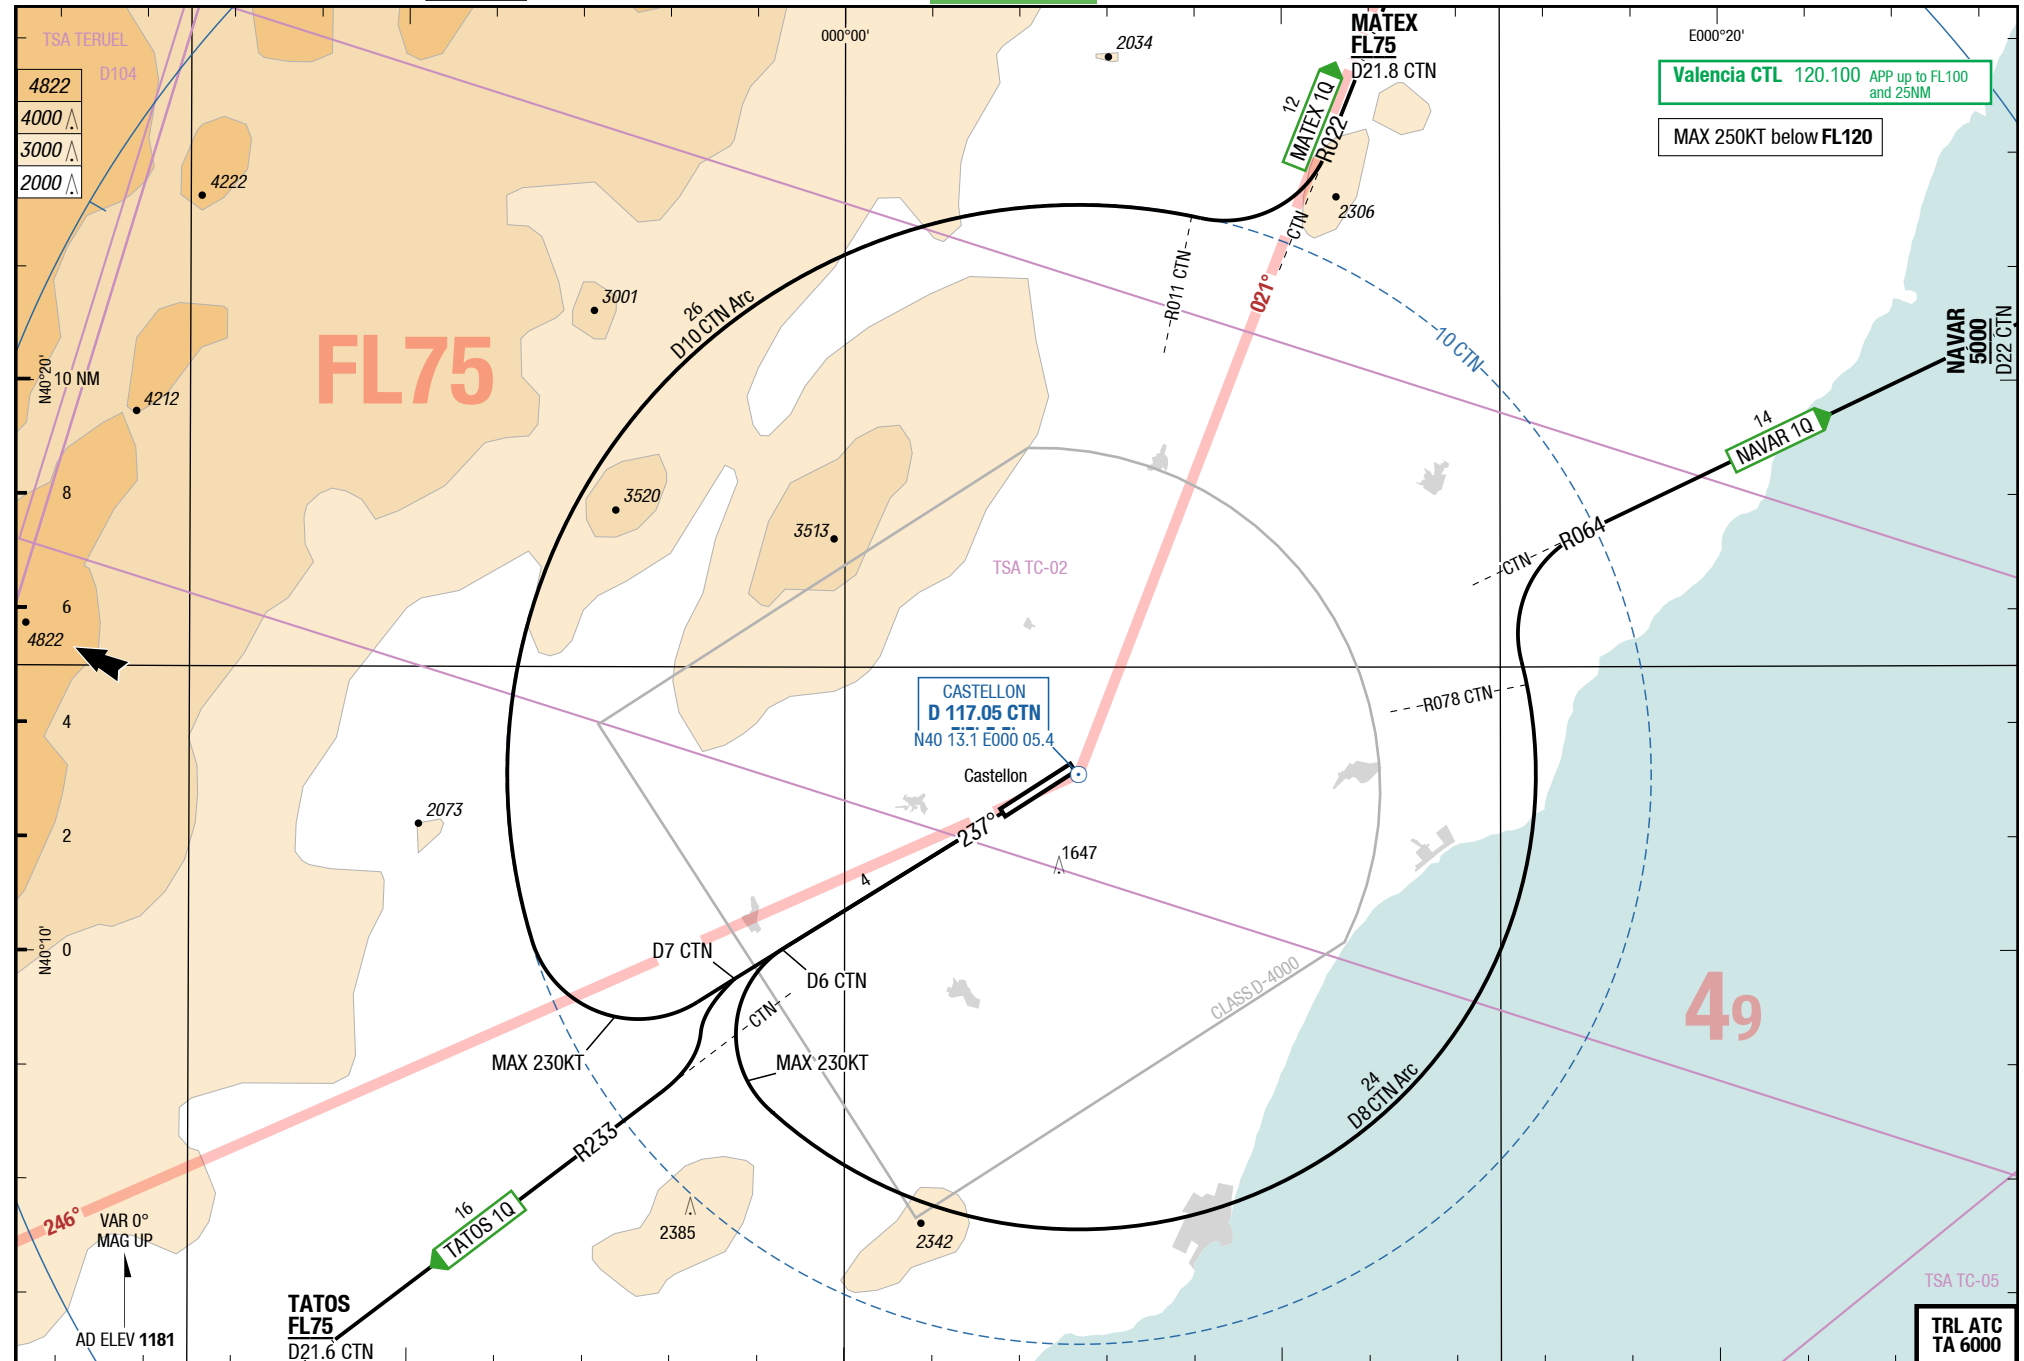 MATEX
FL75
D21.8 CTN
000°00'
E000°20'
TSA TERUEL
D104
2034
Valencia CTL 120.100 APP up to FL100
and 25NM
MAX 250KT below FL120
4822
4000
3000
2000
12
MATEX 1Q
R022
CTN
4222
2306
R011 CTN
021°
3001
26
D10 CTN Arc
FL75
10 CTN
NAVAR
5000
D22 CTN
N40°20'
10 NM
4212
14
NAVAR 1Q
8
3520
3513
R064
CTN
TSA TC-02
6
4822
R078 CTN
CASTELLON
D 117.05 CTN
N40 13.1 E000 05.4
4
Castellon
2073
2
237°
1647
4
N40°10'
0
D7 CTN
D6 CTN
CTN
CLASS D-4000
49
MAX 230KT
MAX 230KT
24
D8 CTN Arc
R233
246°
VAR 0°
MAG UP
16
TATOS 1Q
2385
2342
TSA TC-05
TATOS
FL75
D21.6 CTN
AD ELEV 1181
TRL ATC
TA 6000